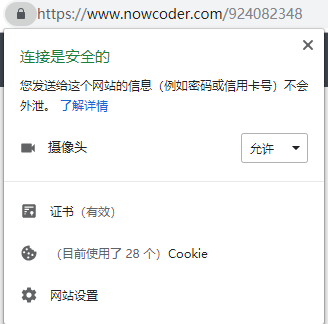 https://www.nowcoder.com/924082348
连接是安全的
您发送给这个网站的信息（例如密码或信用卡号）不会
外泄。 了解详情
摄像头 允许
证书（有效）
（目前使用了 28 个）Cookie
网站设置